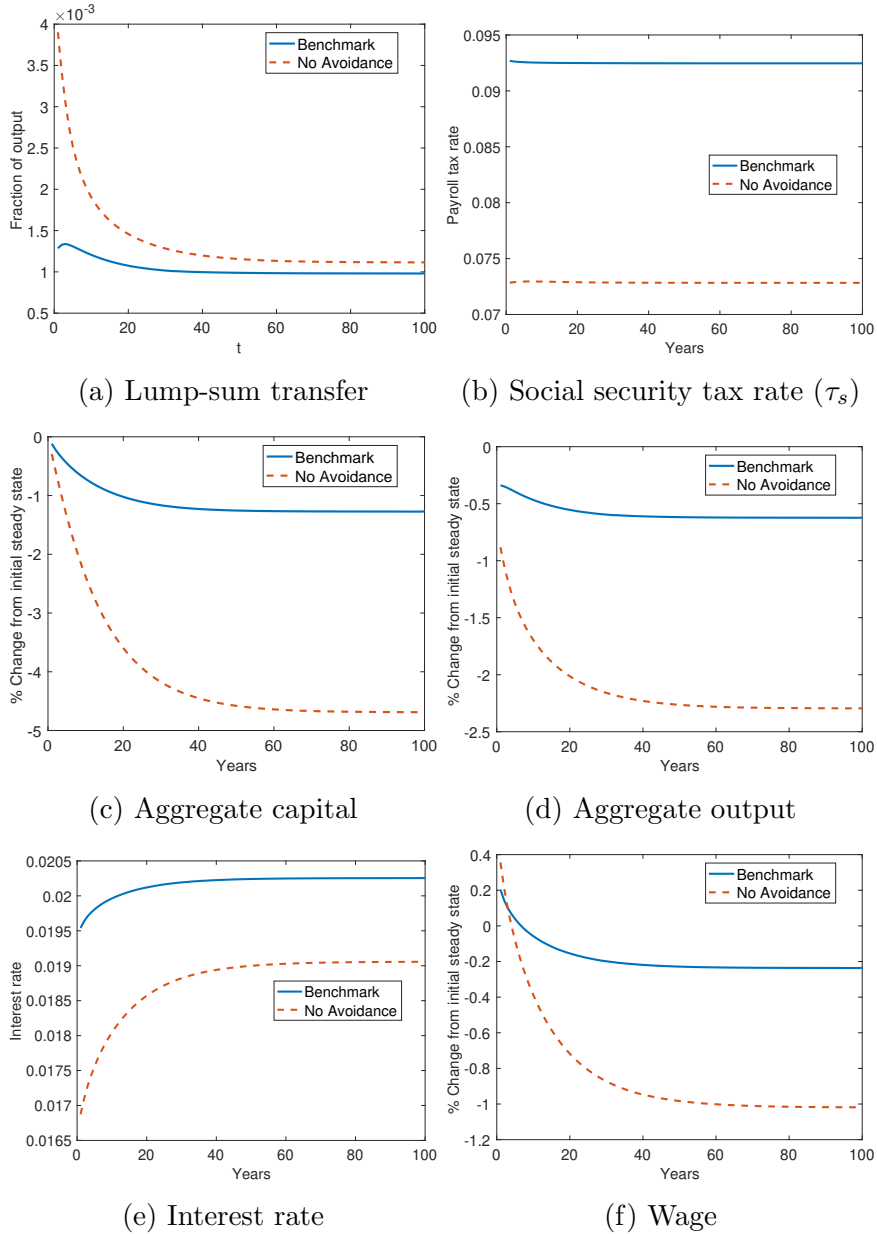 ×10⁻³
4
3.5
3
2.5
2
1.5
1
0.5
Fraction of output
Benchmark
No Avoidance
0 20 40 60 80 100
t
(a) Lump-sum transfer
0.095
0.09
0.085
0.08
0.075
0.07
Payroll tax rate
Benchmark
No Avoidance
0 20 40 60 80 100
Years
(b) Social security tax rate (τₛ)
0
-1
-2
-3
-4
-5
% Change from initial steady state
Benchmark
No Avoidance
0 20 40 60 80 100
Years
(c) Aggregate capital
0
-0.5
-1
-1.5
-2
-2.5
% Change from initial steady state
Benchmark
No Avoidance
0 20 40 60 80 100
Years
(d) Aggregate output
0.0205
0.02
0.0195
0.019
0.0185
0.018
0.0175
0.017
0.0165
Interest rate
Benchmark
No Avoidance
0 20 40 60 80 100
Years
(e) Interest rate
0.4
0.2
0
-0.2
-0.4
-0.6
-0.8
-1
-1.2
% Change from initial steady state
Benchmark
No Avoidance
0 20 40 60 80 100
Years
(f) Wage